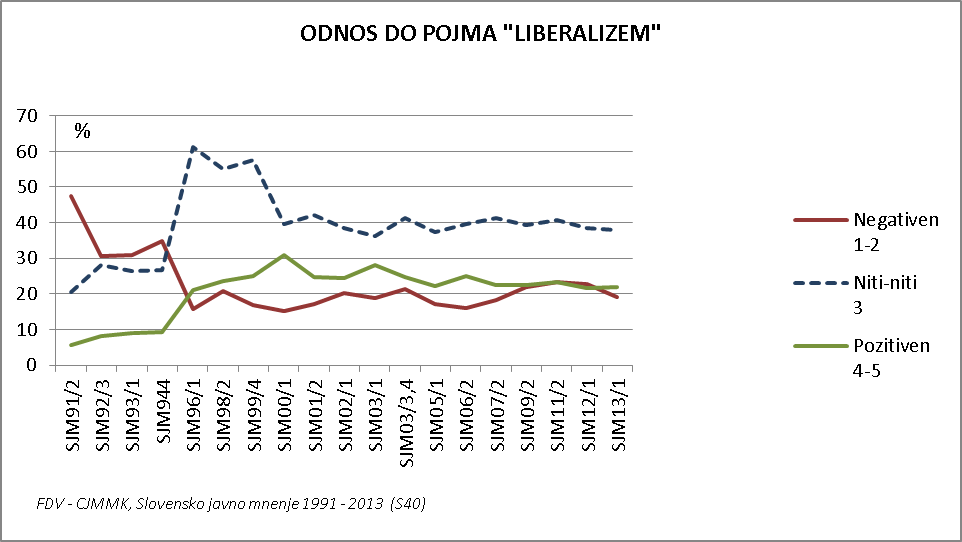 ODNOS DO POJMA "LIBERALIZEM"
%
70
60
50
40
30
20
10
0
SJM91/2
SJM92/3
SJM93/1
SJM944
SJM96/1
SJM98/2
SJM99/4
SJM00/1
SJM01/2
SJM02/1
SJM03/1
SJM03/3,4
SJM05/1
SJM06/2
SJM07/2
SJM09/2
SJM11/2
SJM12/1
SJM13/1
Negativen
1-2
Niti-niti
3
Pozitiven
4-5
FDV - CJMMK, Slovensko javno mnenje 1991 - 2013 (S40)